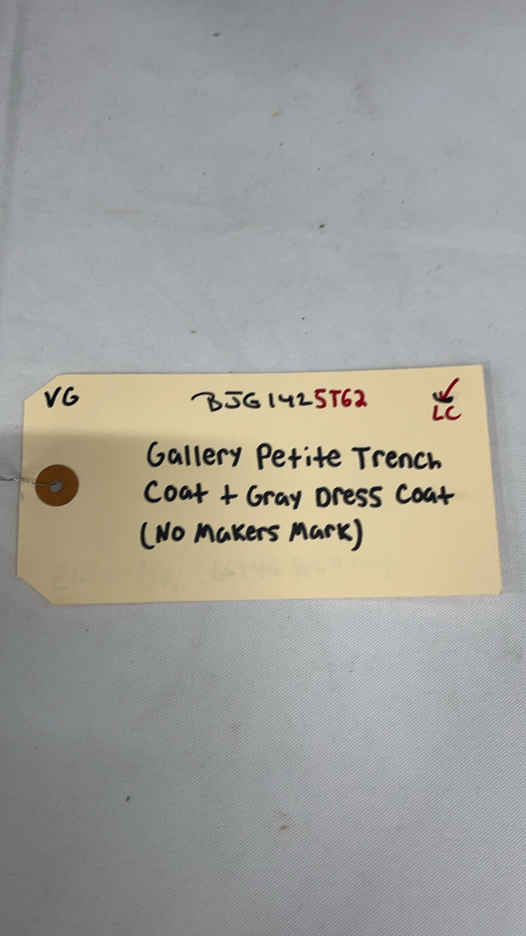 VG BJG1425T62
LC
Gallery Petite Trench
Coat + Gray Dress Coat
(No Makers Mark)